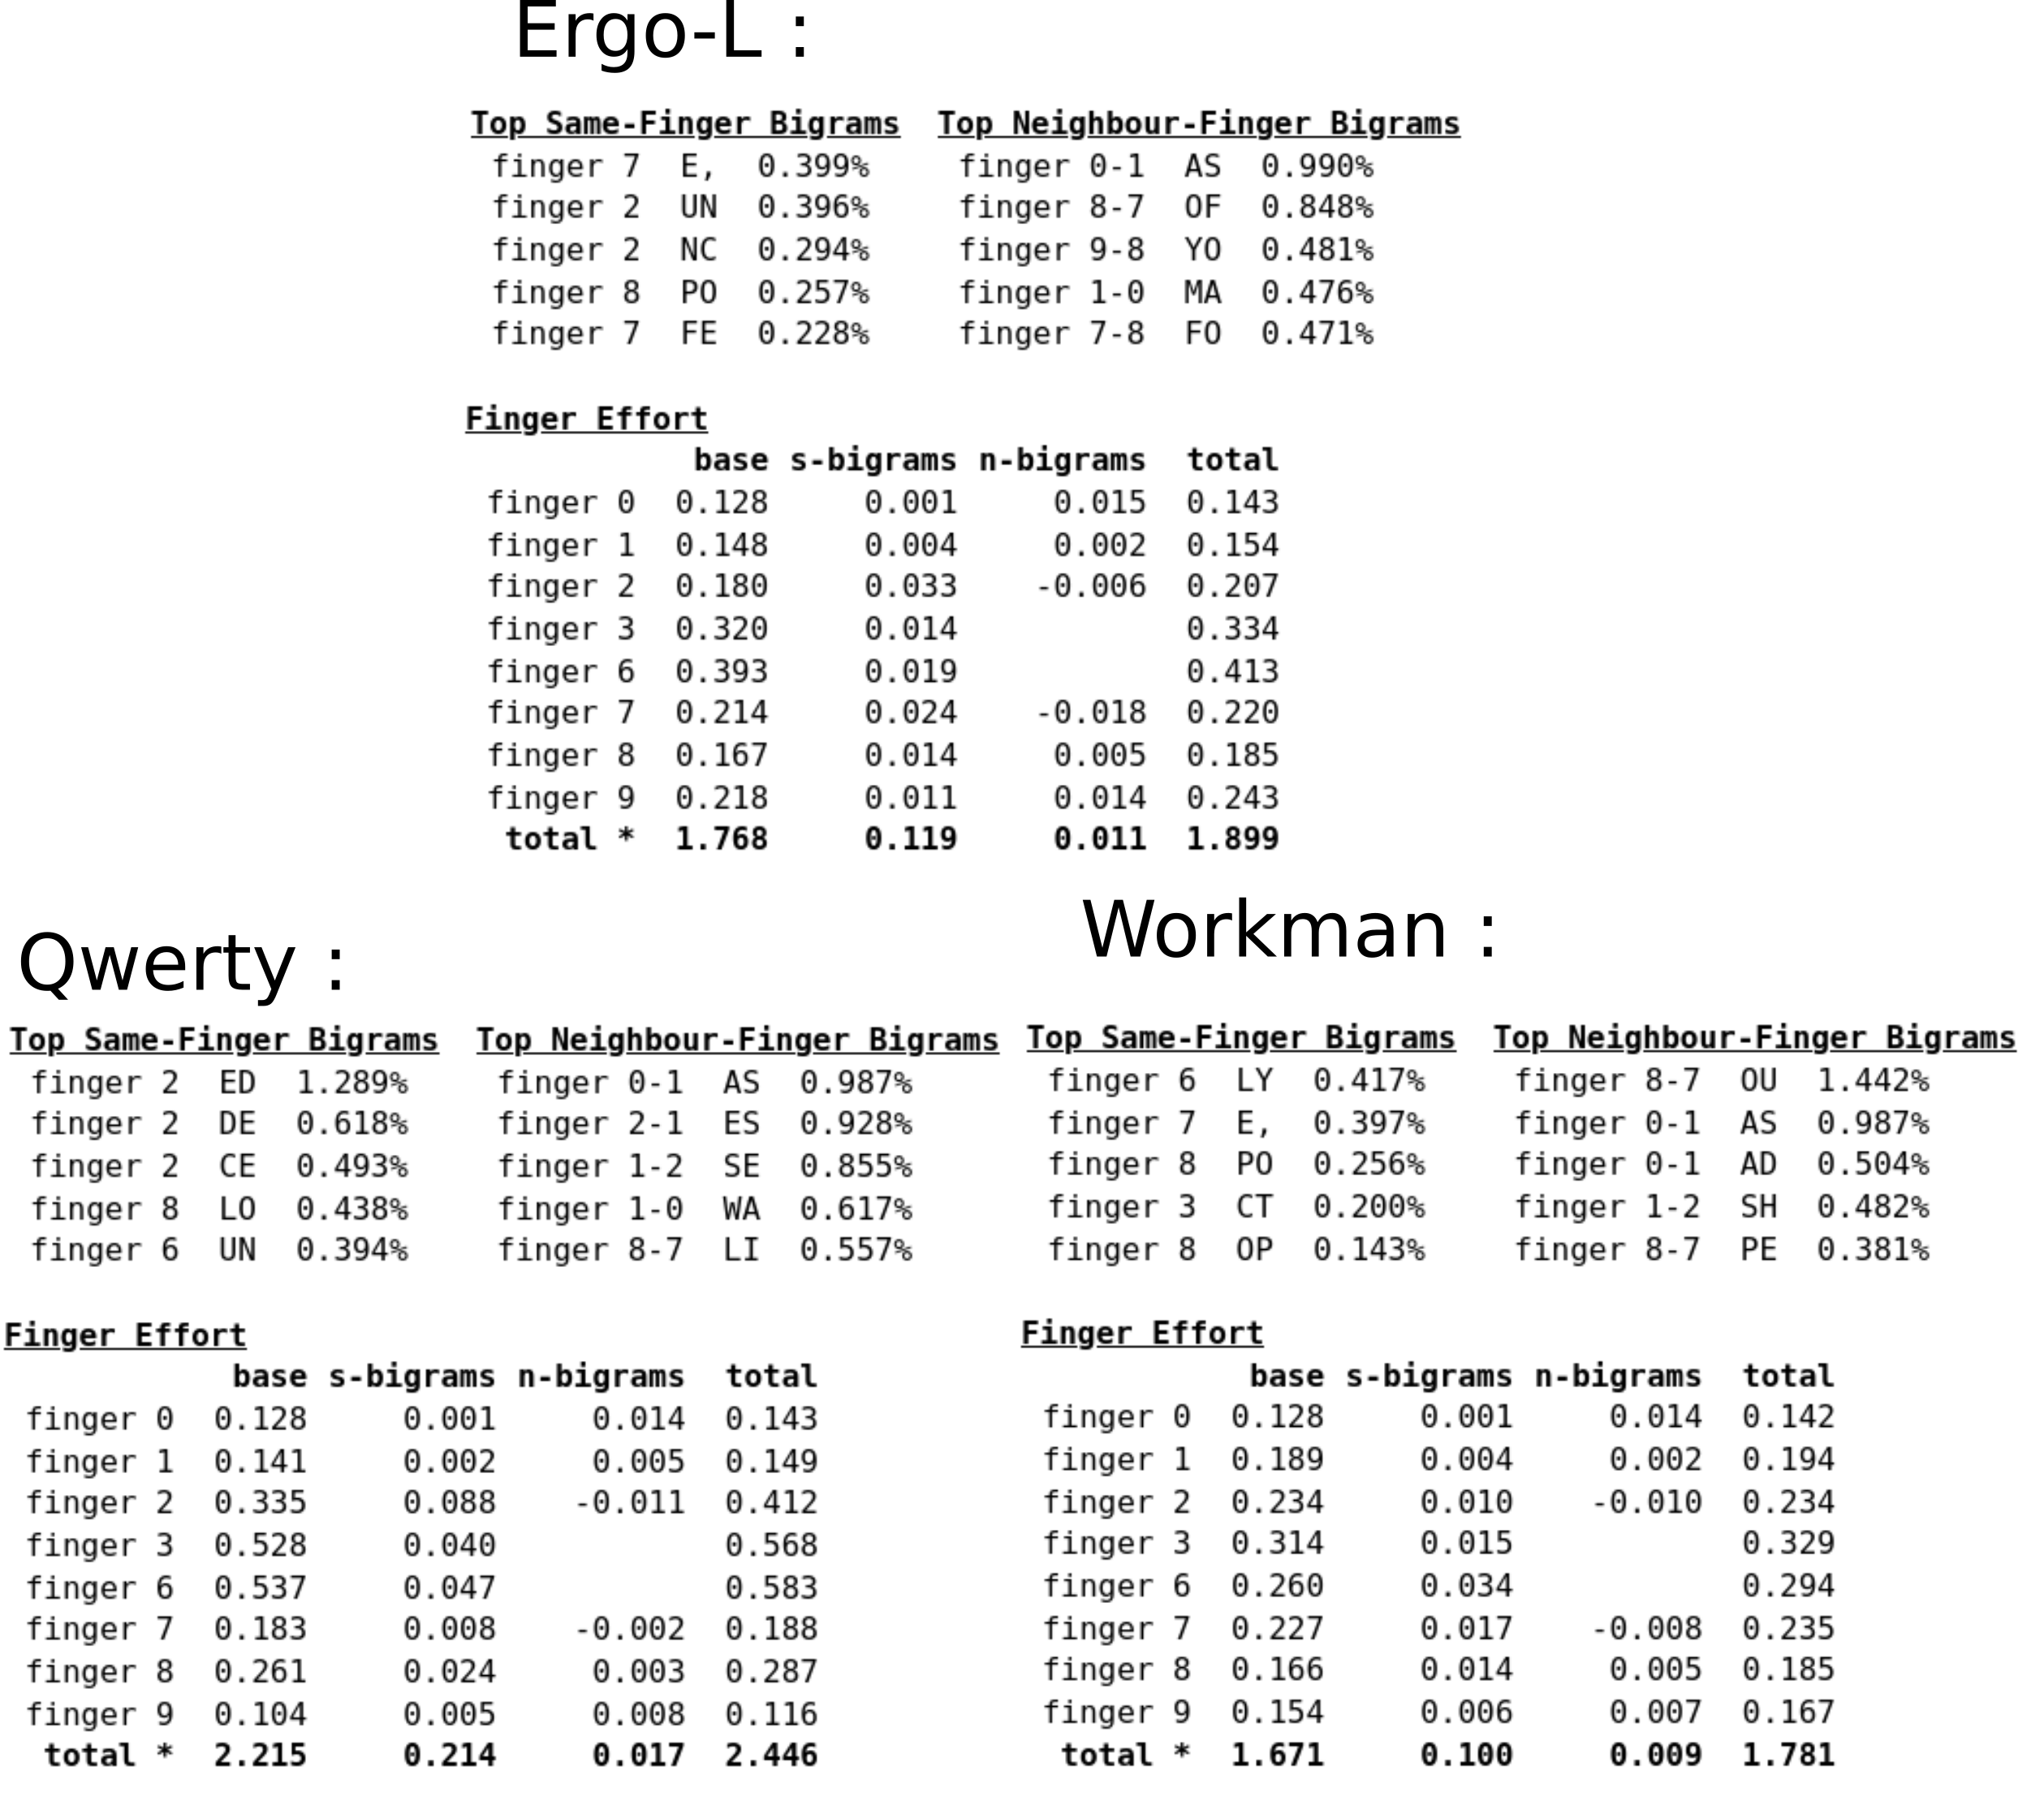 Ergo-L :
Top Same-Finger Bigrams
finger 7 E, 0.399%
finger 2 UN 0.396%
finger 2 NC 0.294%
finger 8 PO 0.257%
finger 7 FE 0.228%
Top Neighbour-Finger Bigrams
finger 0-1 AS 0.990%
finger 8-7 OF 0.848%
finger 9-8 YO 0.481%
finger 1-0 MA 0.476%
finger 7-8 FO 0.471%
Finger Effort
base s-bigrams n-bigrams total
finger 0 0.128 0.001 0.015 0.143
finger 1 0.148 0.004 0.002 0.154
finger 2 0.180 0.033 -0.006 0.207
finger 3 0.320 0.014 0.334
finger 6 0.393 0.019 0.413
finger 7 0.214 0.024 -0.018 0.220
finger 8 0.167 0.014 0.005 0.185
finger 9 0.218 0.011 0.014 0.243
total * 1.768 0.119 0.011 1.899
Qwerty :
Top Same-Finger Bigrams
finger 2 ED 1.289%
finger 2 DE 0.618%
finger 2 CE 0.493%
finger 8 LO 0.438%
finger 6 UN 0.394%
Top Neighbour-Finger Bigrams
finger 0-1 AS 0.987%
finger 2-1 ES 0.928%
finger 1-2 SE 0.855%
finger 1-0 WA 0.617%
finger 8-7 LI 0.557%
Finger Effort
base s-bigrams n-bigrams total
finger 0 0.128 0.001 0.014 0.143
finger 1 0.141 0.002 0.005 0.149
finger 2 0.335 0.088 -0.011 0.412
finger 3 0.528 0.040 0.568
finger 6 0.537 0.047 0.583
finger 7 0.183 0.008 -0.002 0.188
finger 8 0.261 0.024 0.003 0.287
finger 9 0.104 0.005 0.008 0.116
total * 2.215 0.214 0.017 2.446
Workman :
Top Same-Finger Bigrams
finger 6 LY 0.417%
finger 7 E, 0.397%
finger 8 PO 0.256%
finger 3 CT 0.200%
finger 8 OP 0.143%
Top Neighbour-Finger Bigrams
finger 8-7 OU 1.442%
finger 0-1 AS 0.987%
finger 0-1 AD 0.504%
finger 1-2 SH 0.482%
finger 8-7 PE 0.381%
Finger Effort
base s-bigrams n-bigrams total
finger 0 0.128 0.001 0.014 0.142
finger 1 0.189 0.004 0.002 0.194
finger 2 0.234 0.010 -0.010 0.234
finger 3 0.314 0.015 0.329
finger 6 0.260 0.034 0.294
finger 7 0.227 0.017 -0.008 0.235
finger 8 0.166 0.014 0.005 0.185
finger 9 0.154 0.006 0.007 0.167
total * 1.671 0.100 0.009 1.781